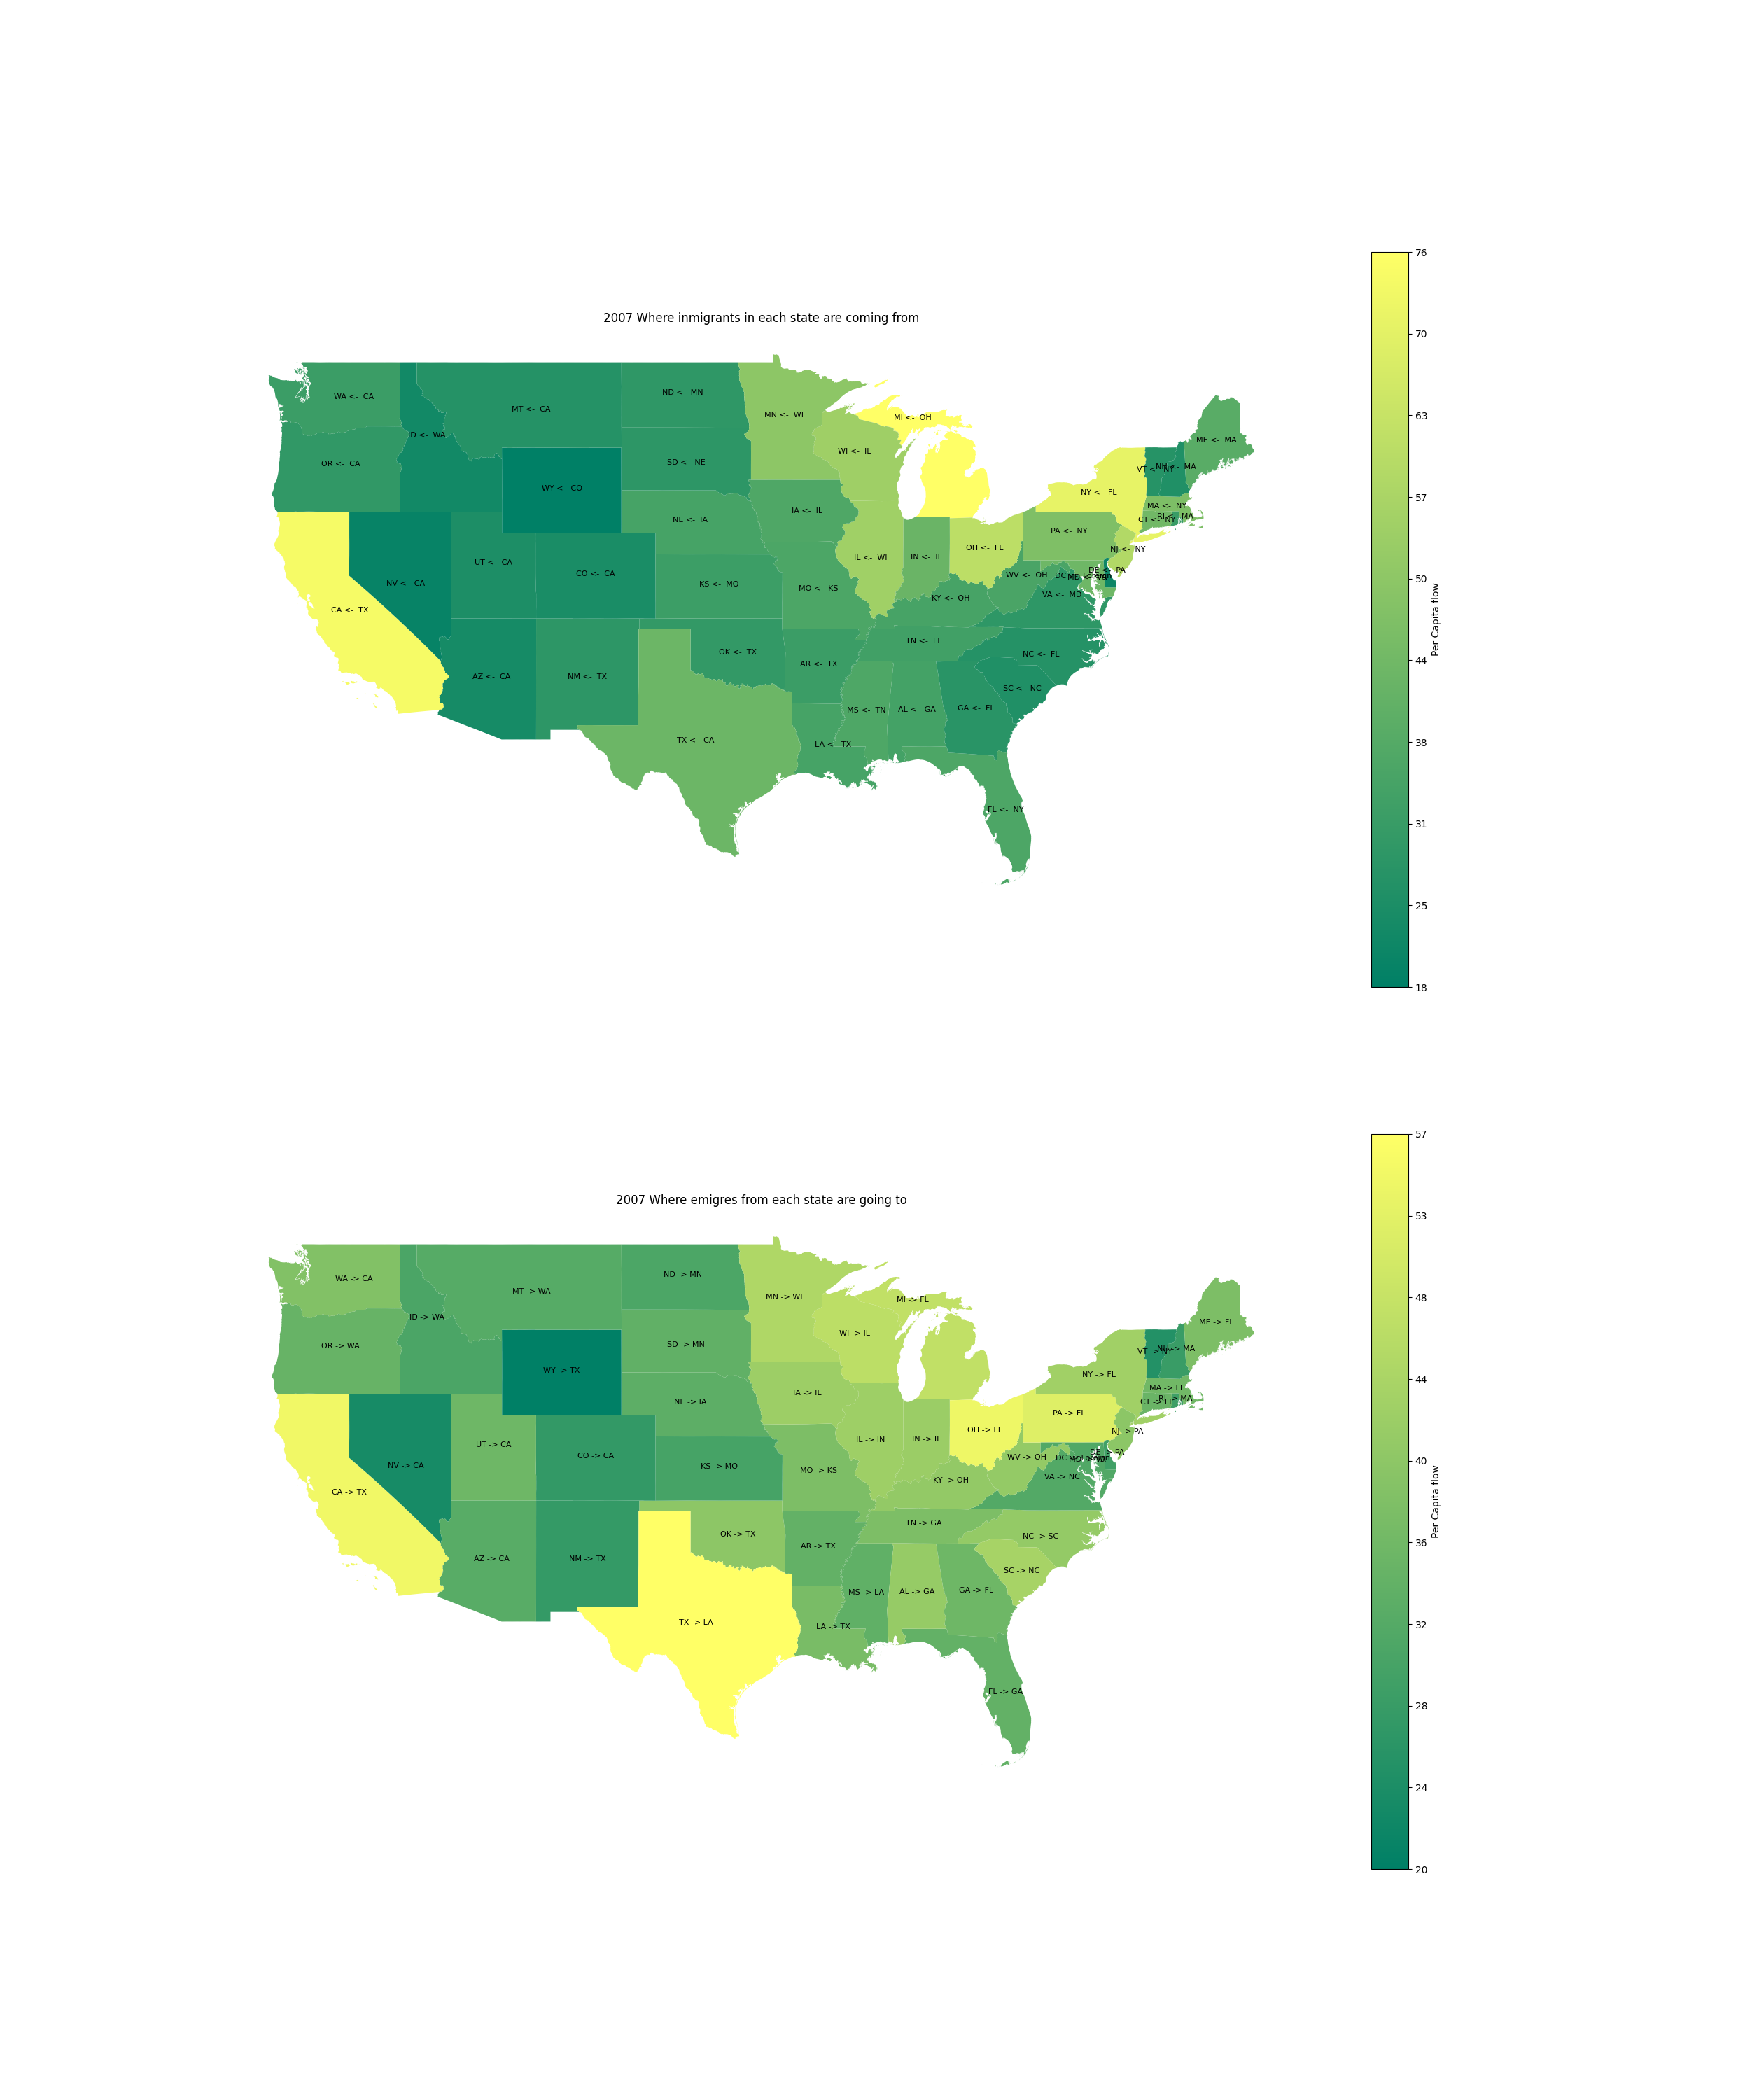 2007 Where inmigrants in each state are coming from
WA <-  CA
MT <-  CA
ND <-  MN
MN <-  WI
MI <-  OH
ID <-  WA
ME <-  MA
OR <-  CA
SD <-  NE
WI <-  IL
VT <-  NY
NH <-  MA
WY <-  CO
NY <-  FL
NE <-  IA
IA <-  IL
MA <-  NY
RI <-  MA
CT <-  NY
PA <-  NY
UT <-  CA
CO <-  CA
IL <-  WI
IN <-  IL
OH <-  FL
NJ <-  NY
NV <-  CA
KS <-  MO
MO <-  KS
WV <-  OH
DE <-  PA
DC <-  Foreign
CA <-  TX
KY <-  OH
VA <-  MD
OK <-  TX
AR <-  TX
TN <-  FL
NC <-  FL
AZ <-  CA
NM <-  TX
SC <-  NC
MS <-  TN
AL <-  GA
GA <-  FL
TX <-  CA
LA <-  TX
FL <-  NY
76
70
63
57
50
44
38
31
25
18
Per Capita flow
2007 Where emigres from each state are going to
WA -> CA
MT -> WA
ND -> MN
MN -> WI
MI -> FL
ID -> WA
ME -> FL
OR -> WA
SD -> MN
WI -> IL
VT -> NY
NH -> MA
WY -> TX
NY -> FL
NE -> IA
IA -> IL
MA -> FL
RI -> MA
CT -> FL
PA -> FL
UT -> CA
CO -> CA
IL -> IN
IN -> IL
OH -> FL
NJ -> PA
NV -> CA
KS -> MO
MO -> KS
WV -> OH
DE -> PA
DC -> Foreign
CA -> TX
KY -> OH
VA -> NC
OK -> TX
AR -> TX
TN -> GA
NC -> SC
AZ -> CA
NM -> TX
SC -> NC
MS -> LA
AL -> GA
GA -> FL
TX -> LA
LA -> TX
FL -> GA
57
53
48
44
40
36
32
28
24
20
Per Capita flow